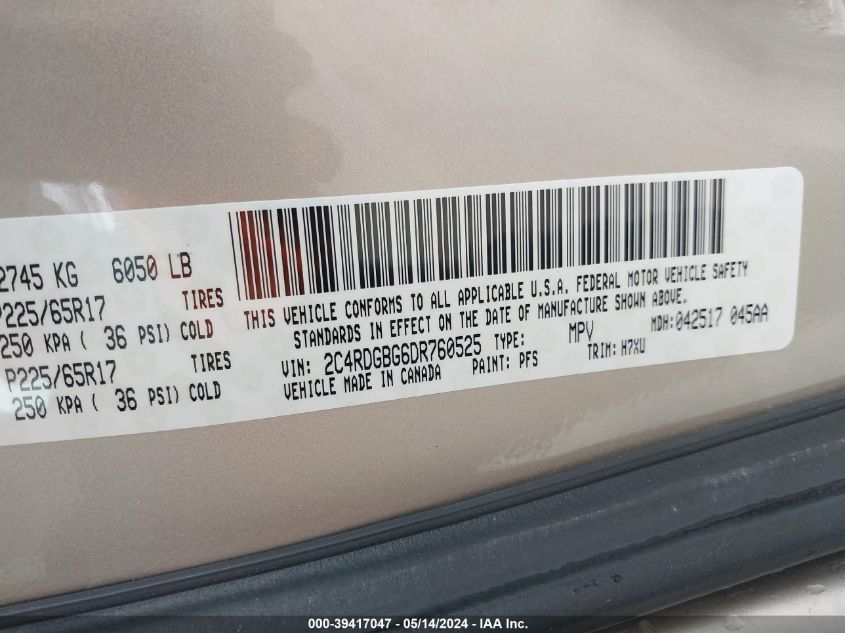 2745 KG 6050 LB
P225/65R17 TIRES
250 KPA ( 36 PSI) COLD
P225/65R17 TIRES
250 KPA ( 36 PSI) COLD
THIS VEHICLE CONFORMS TO ALL APPLICABLE U.S.A. FEDERAL MOTOR VEHICLE SAFETY
STANDARDS IN EFFECT ON THE DATE OF MANUFACTURE SHOWN ABOVE.
VIN: 2C4RDGBG6DR760525 TYPE: MPV MDH:042517 045AA
VEHICLE MADE IN CANADA PAINT: PFS TRIM: H7XU
000-39417047 / 05/14/2024 / IAA Inc.